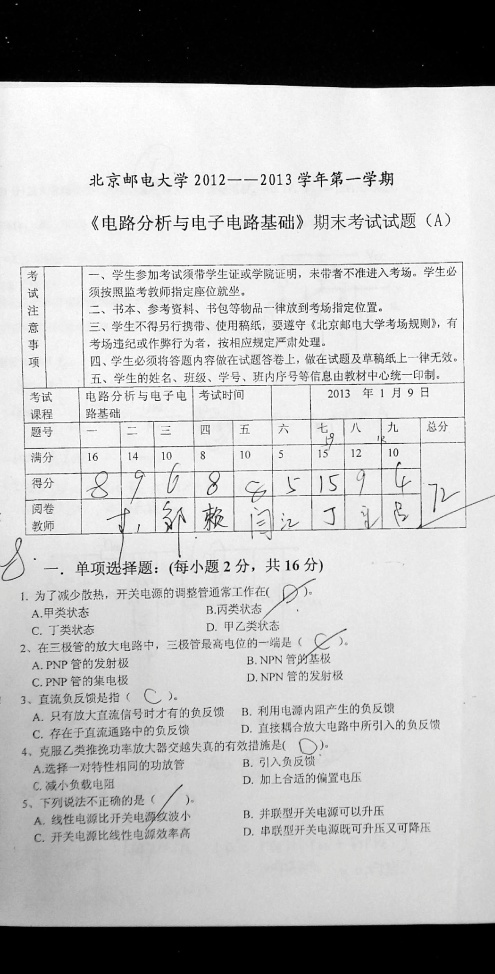 北京邮电大学 2012——2013 学年第一学期
《电路分析与电子电路基础》期末考试试题（A）
考试注意事项
一、学生参加考试须带学生证或学院证明，未带者不准进入考场。学生必
须按照监考教师指定座位就坐。
二、书本、参考资料、书包等物品一律放到考场指定位置。
三、学生不得另行携带、使用稿纸，要遵守《北京邮电大学考场规则》，有
考场违纪或作弊行为者，按相应规定严肃处理。
四、学生必须将答题内容做在试题答卷上，做在试题及草稿纸上一律无效。
五、学生的姓名、班级、学号、班内序号等信息由教材中心统一印制。
考试课程 电路分析与电子电路基础 考试时间 2013 年 1 月 9 日
题号 一 二 三 四 五 六 七 八 九 总分
满分 16 14 10 8 10 5 15 12 10
得分 8 9 6 8 8 5 15 9 4 72
阅卷教师 郭 赖 闫 江 丁 吕
8
一．单项选择题：(每小题 2 分，共 16 分)
1. 为了减少散热，开关电源的调整管通常工作在( D )。
A.甲类状态 B.丙类状态
C. 丁类状态 D. 甲乙类状态
2、在三极管的放大电路中，三极管最高电位的一端是（ C ）。
A. PNP 管的发射极 B. NPN 管的基极
C. PNP 管的集电极 D. NPN 管的发射极
3、直流负反馈是指（ C ）。
A. 只有放大直流信号时才有的负反馈 B. 利用电源内阻产生的负反馈
C. 存在于直流通路中的负反馈 D. 直接耦合放大电路中所引入的负反馈
4、克服乙类推挽功率放大器交越失真的有效措施是( D )。
A.选择一对特性相同的功放管 B. 引入负反馈
C. 减小负载电阻 D. 加上合适的偏置电压
5、下列说法不正确的是（ ）。
A. 线性电源比开关电源纹波小 B. 并联型开关电源可以升压
C. 开关电源比线性电源效率高 D. 串联型开关电源既可升压又可降压